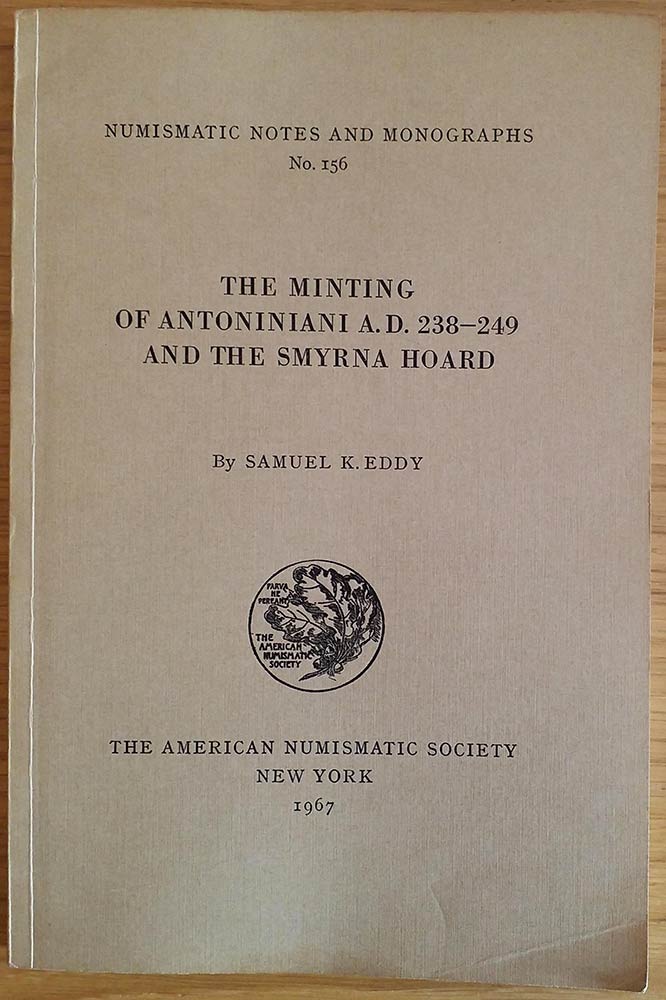 NUMISMATIC NOTES AND MONOGRAPHS
No. 156
THE MINTING
OF ANTONINIANI A.D. 238–249
AND THE SMYRNA HOARD
By SAMUEL K. EDDY
PARVA
NE
PEREANT
THE
AMERICAN
NUMISMATIC
SOCIETY
THE AMERICAN NUMISMATIC SOCIETY
NEW YORK
1967